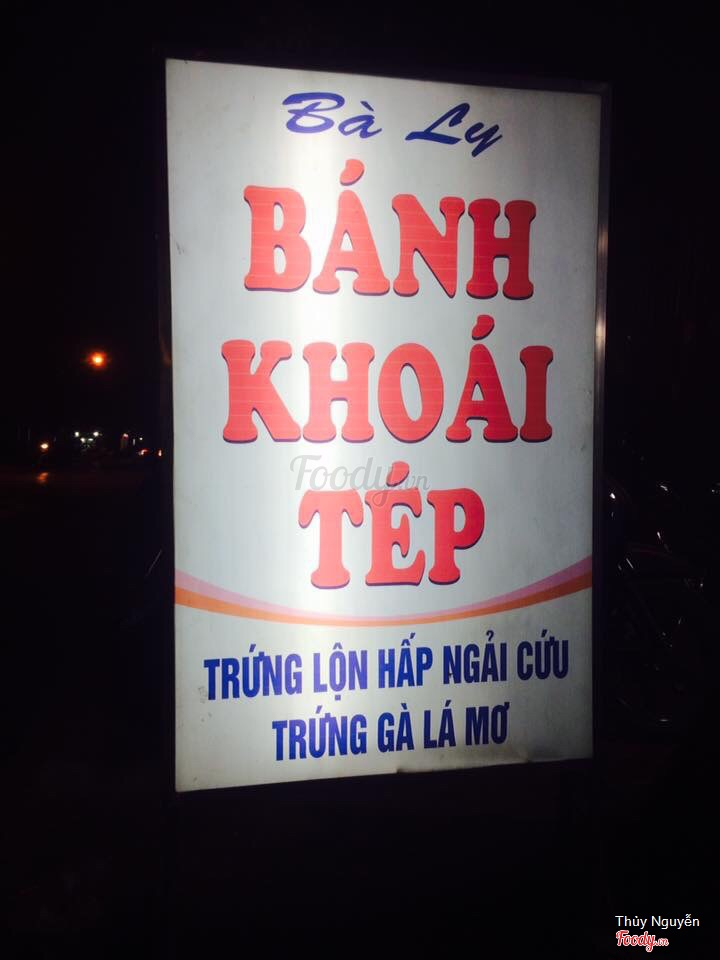 Bà Ly
BÁNH
KHOÁI
TÉP
TRỨNG LỘN HẤP NGẢI CỨU
TRỨNG GÀ LÁ MƠ
Foody.vn
Thủy Nguyễn
Foody.vn